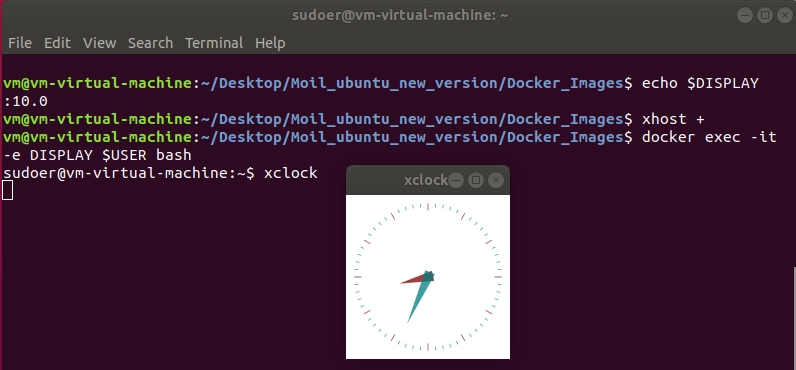 sudoer@vm-virtual-machine: ~
File Edit View Search Terminal Help
vm@vm-virtual-machine:~/Desktop/Moil_ubuntu_new_version/Docker_Images$ echo $DISPLAY
:10.0
vm@vm-virtual-machine:~/Desktop/Moil_ubuntu_new_version/Docker_Images$ xhost +
vm@vm-virtual-machine:~/Desktop/Moil_ubuntu_new_version/Docker_Images$ docker exec -it
-e DISPLAY $USER bash
sudoer@vm-virtual-machine:~$ xclock
xclock